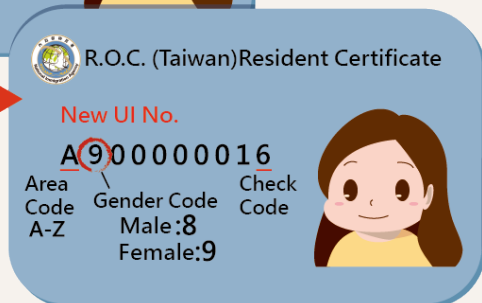 R.O.C. (Taiwan)Resident Certificate
New UI No.
A900000016
Area Code A-Z
Gender Code
Male:8
Female:9
Check Code